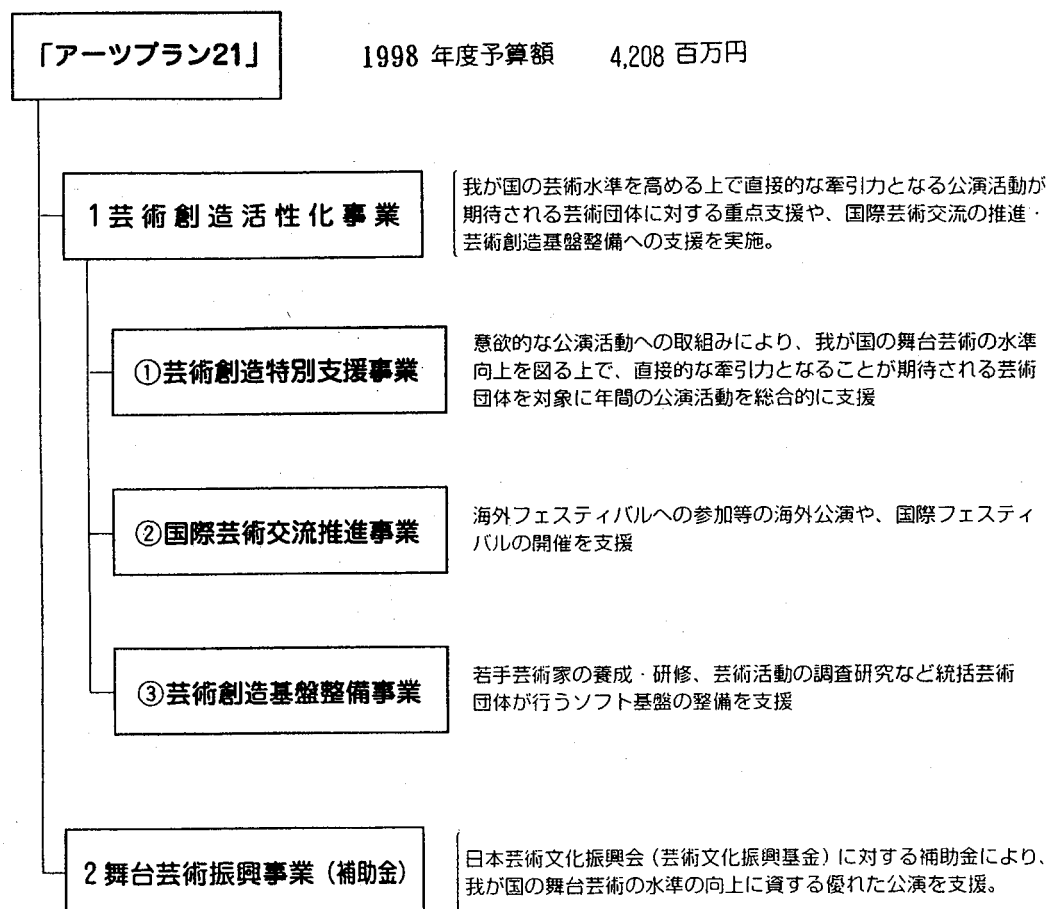 「アーツプラン21」 1998 年度予算額 4,208 百万円
1芸術創造活性化事業
我が国の芸術水準を高める上で直接的な牽引力となる公演活動が
期待される芸術団体に対する重点支援や、国際芸術交流の推進・
芸術創造基盤整備への支援を実施。
①芸術創造特別支援事業
意欲的な公演活動への取組みにより、我が国の舞台芸術の水準
向上を図る上で、直接的な牽引力となることが期待される芸術
団体を対象に年間の公演活動を総合的に支援
②国際芸術交流推進事業
海外フェスティバルへの参加等の海外公演や、国際フェスティ
バルの開催を支援
③芸術創造基盤整備事業
若手芸術家の養成・研修、芸術活動の調査研究など統括芸術
団体が行うソフト基盤の整備を支援
2舞台芸術振興事業(補助金)
日本芸術文化振興会(芸術文化振興基金)に対する補助金により、
我が国の舞台芸術の水準の向上に資する優れた公演を支援。